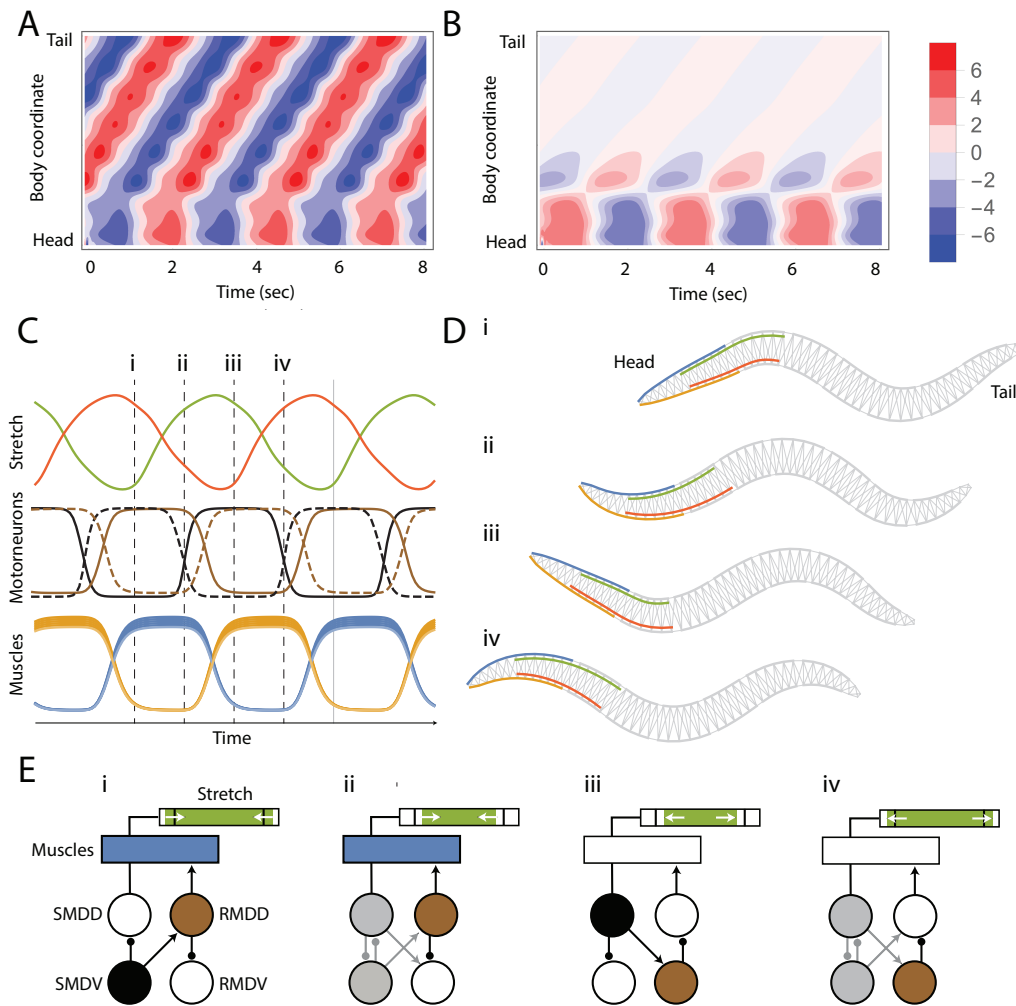 A
B
Tail
Body coordinate
Head
0 2 4 6 8
Time (sec)
Tail
Body coordinate
Head
0 2 4 6 8
Time (sec)
6
4
2
0
−2
−4
−6
C
i ii iii iv
Stretch
Motorneurons
Muscles
Time
D
i
Head
Tail
ii
iii
iv
E
i ii iii iv
Stretch
Muscles
SMDD RMDD
SMDV RMDV